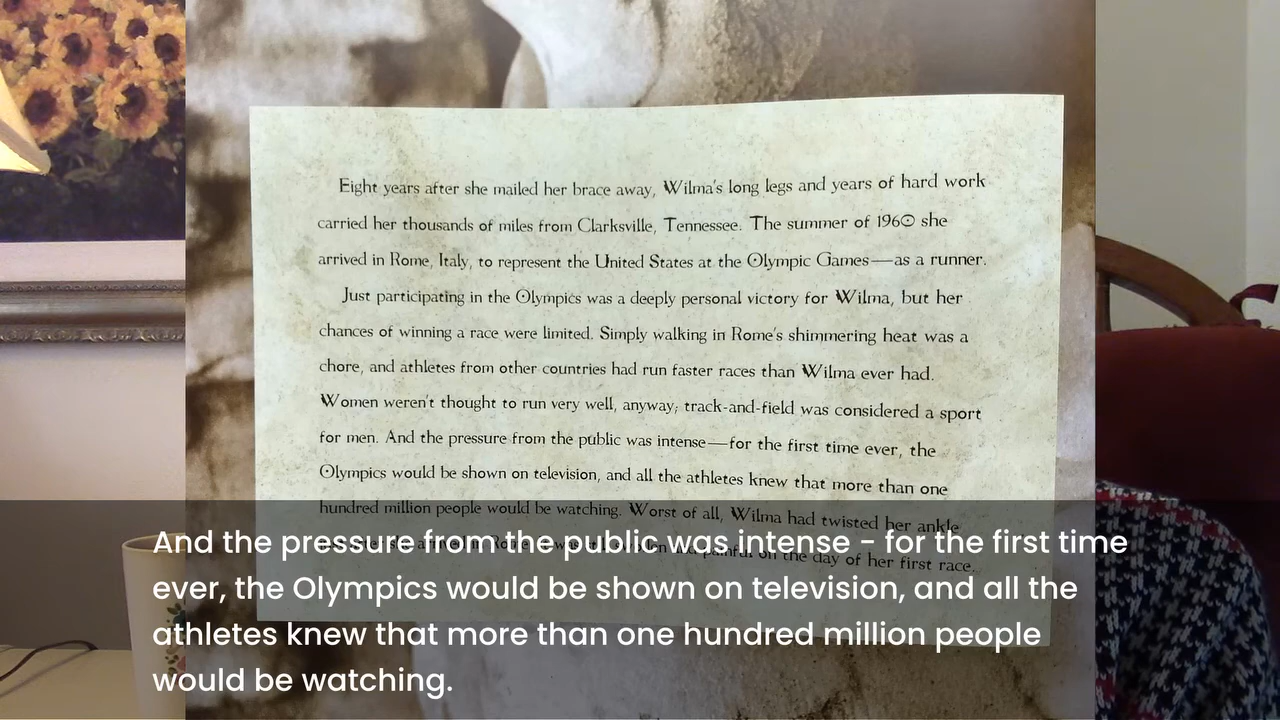 Eight years after she mailed her brace away, Wilma's long legs and years of hard work
carried her thousands of miles from Clarksville, Tennessee. The summer of 1960 she
arrived in Rome, Italy, to represent the United States at the Olympic Games—as a runner.
Just participating in the Olympics was a deeply personal victory for Wilma, but her
chances of winning a race were limited. Simply walking in Rome's shimmering heat was a
chore, and athletes from other countries had run faster races than Wilma ever had.
Women weren't thought to run very well, anyway; track-and-field was considered a sport
for men. And the pressure from the public was intense—for the first time ever, the
Olympics would be shown on television, and all the athletes knew that more than one
hundred million people would be watching. Worst of all, Wilma had twisted her ankle
painful on the day of her first race.
And the pressure from the public was intense – for the first time
ever, the Olympics would be shown on television, and all the
athletes knew that more than one hundred million people
would be watching.